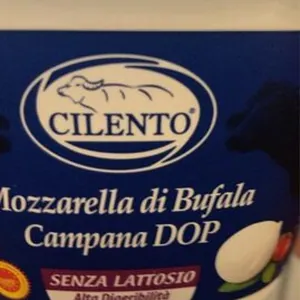 CILENTO®
Mozzarella di Bufala
Campana DOP
SENZA LATTOSIO
Alta Digeribilità